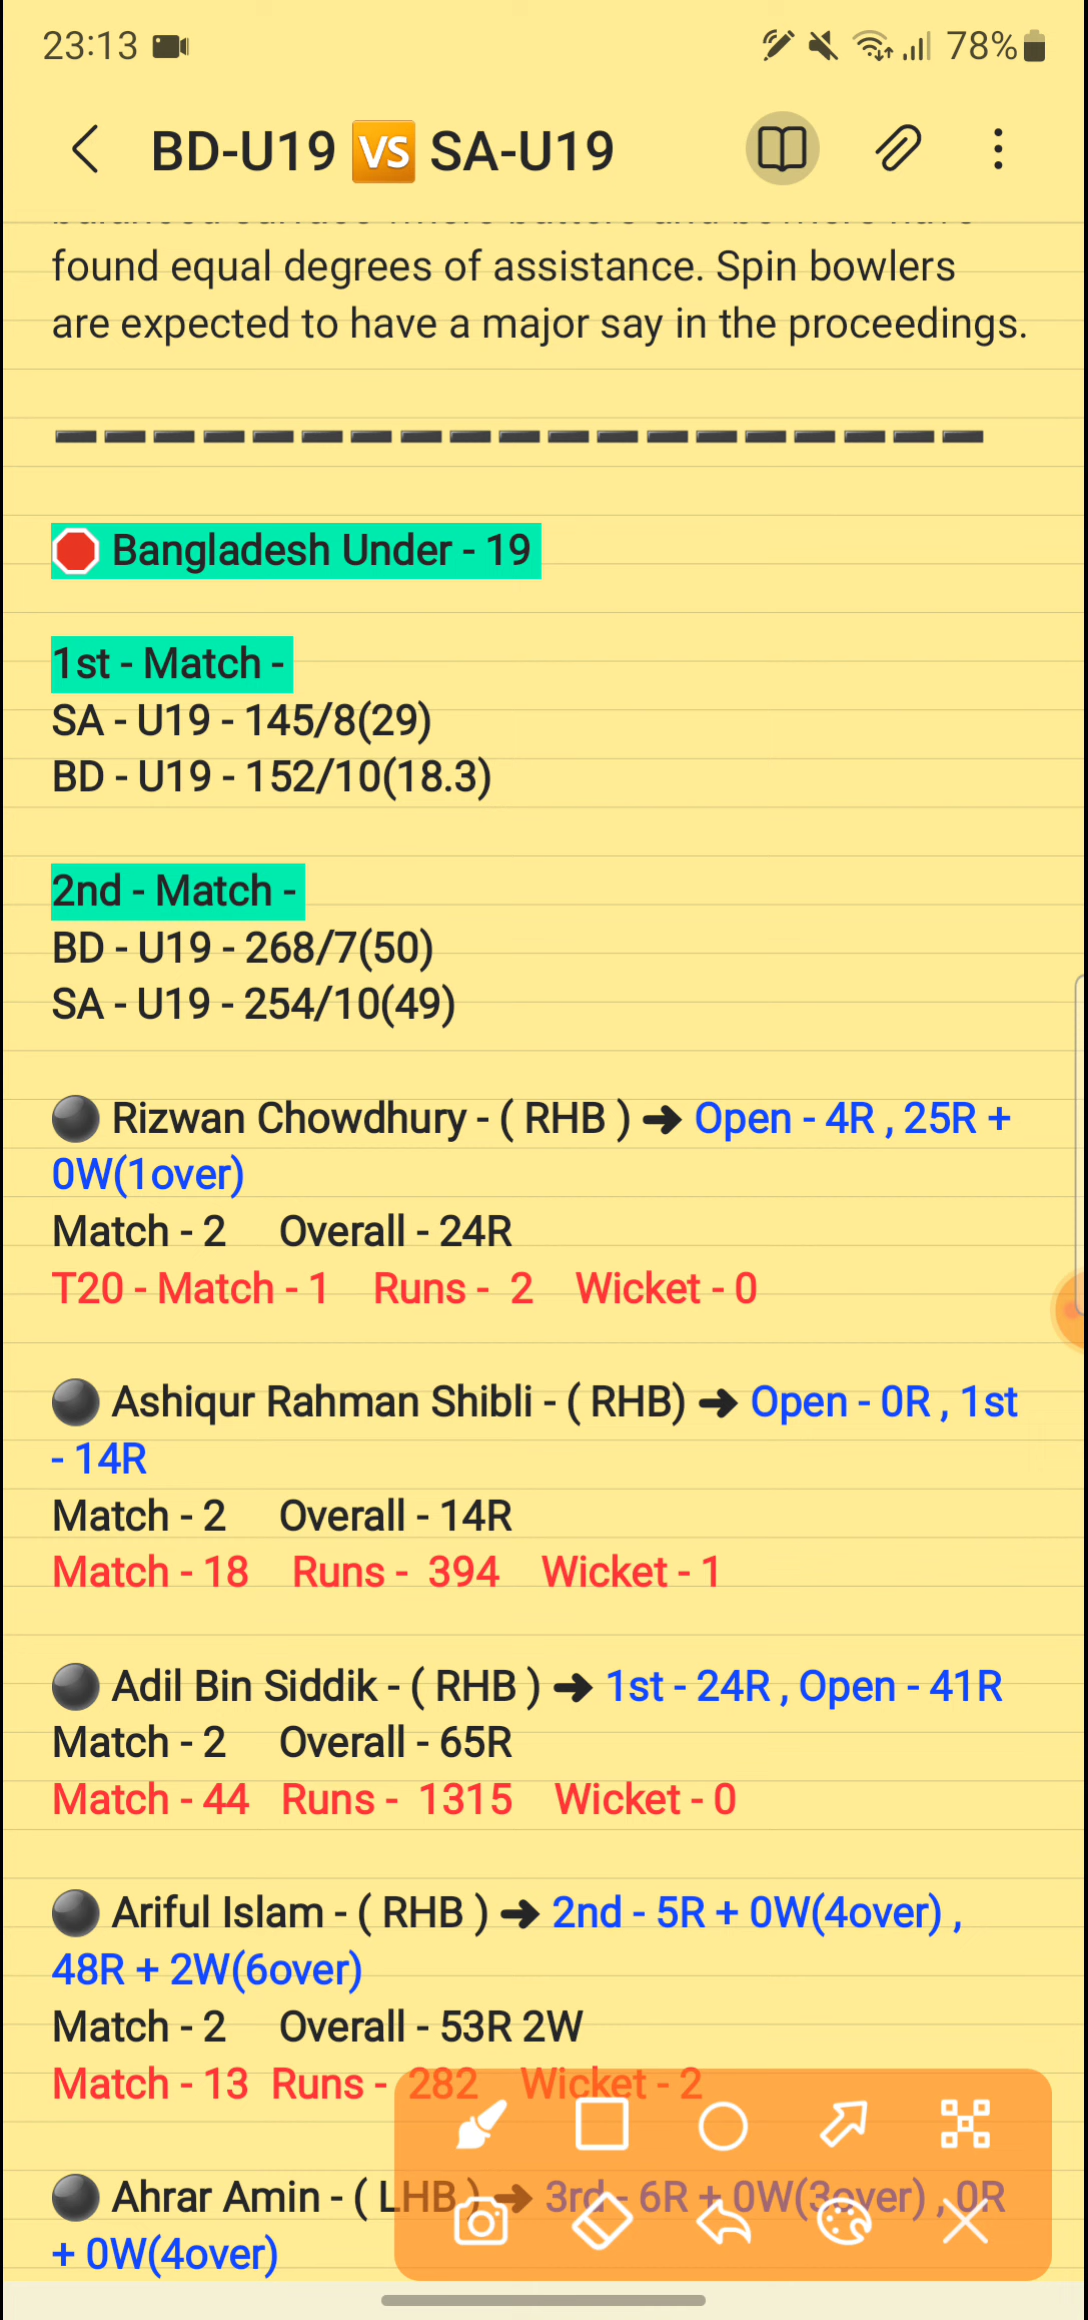 23:13
78%
BD-U19 🆚 SA-U19
found equal degrees of assistance. Spin bowlers
are expected to have a major say in the proceedings.
➖➖➖➖➖➖➖➖➖➖➖➖➖➖➖➖➖➖➖
🛑 Bangladesh Under - 19
1st - Match -
SA - U19 - 145/8(29)
BD - U19 - 152/10(18.3)
2nd - Match -
BD - U19 - 268/7(50)
SA - U19 - 254/10(49)
⚫ Rizwan Chowdhury - ( RHB ) ➜ Open - 4R , 25R +
0W(1over)
Match - 2 Overall - 24R
T20 - Match - 1 Runs - 2 Wicket - 0
⚫ Ashiqur Rahman Shibli - ( RHB) ➜ Open - 0R , 1st
- 14R
Match - 2 Overall - 14R
Match - 18 Runs - 394 Wicket - 1
⚫ Adil Bin Siddik - ( RHB ) ➜ 1st - 24R , Open - 41R
Match - 2 Overall - 65R
Match - 44 Runs - 1315 Wicket - 0
⚫ Ariful Islam - ( RHB ) ➜ 2nd - 5R + 0W(4over) ,
48R + 2W(6over)
Match - 2 Overall - 53R 2W
Match - 13 Runs - 282 Wicket - 2
⚫ Ahrar Amin - ( LHB ) ➜ 3rd - 6R + 0W(3over) , 0R
+ 0W(4over)